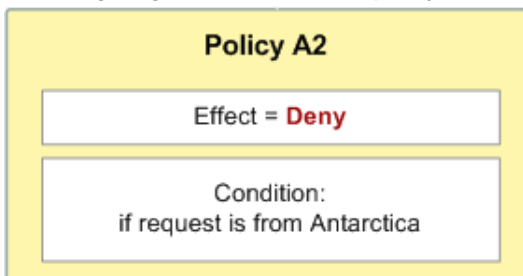 Policy A2
Effect = Deny
Condition:
if request is from Antarctica